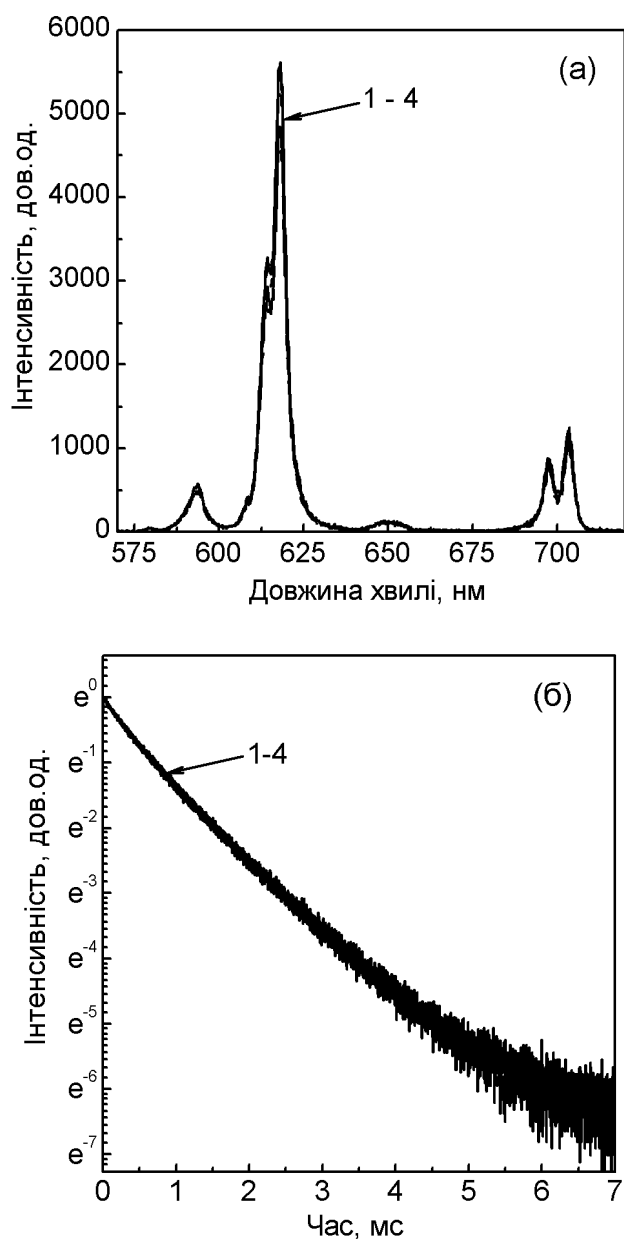 (а)
6000
5000
4000
3000
2000
1000
0
1 - 4
Інтенсивність, дов.од.
575 600 625 650 675 700
Довжина хвилі, нм
(б)
e⁰
e⁻¹
e⁻²
e⁻³
e⁻⁴
e⁻⁵
e⁻⁶
e⁻⁷
1-4
Інтенсивність, дов.од.
0 1 2 3 4 5 6 7
Час, мс